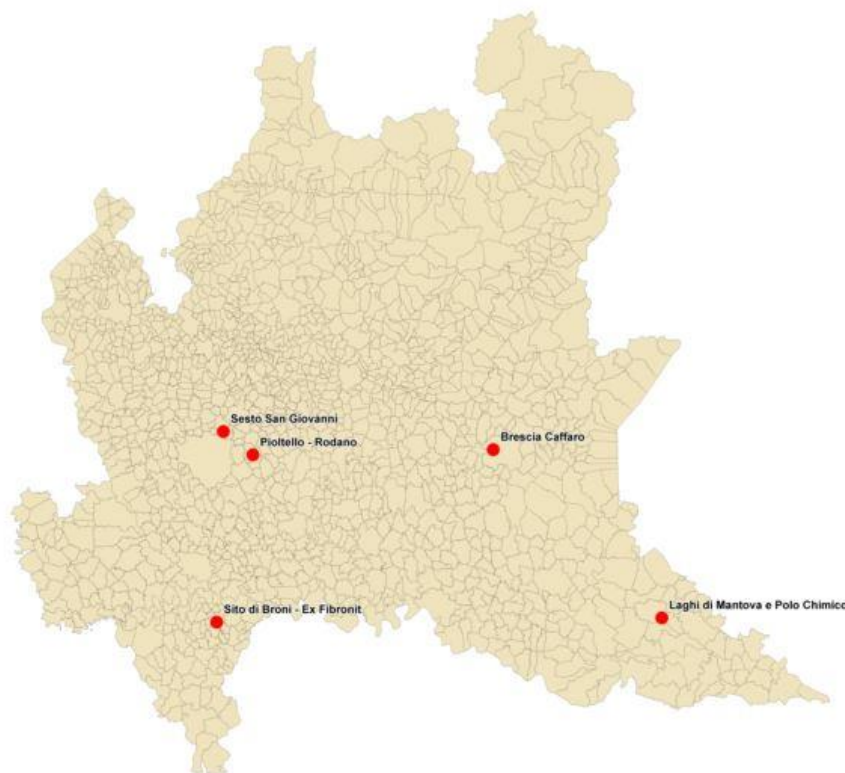 Sesto San Giovanni
Pioltello - Rodano
Brescia Caffaro
Sito di Broni - Ex Fibronit
Laghi di Mantova e Polo Chimico